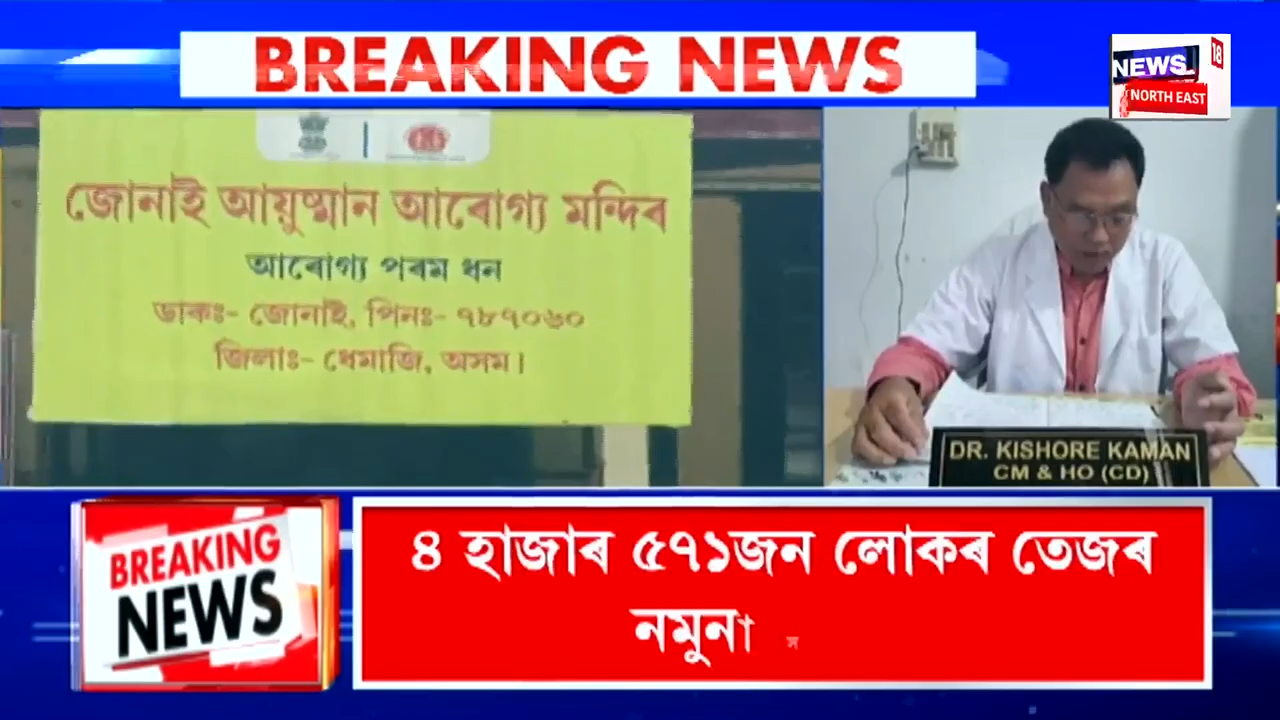 BREAKING NEWS
NEWS 18
NORTH EAST
জোনাই আয়ুষ্মান আৰোগ্য মন্দিৰ
আৰোগ্য পৰম ধন
ডাকঃ- জোনাই, পিনঃ- ৭৮৭০৬০
জিলাঃ- ধেমাজি, অসম।
DR. KISHORE KAMAN
CM & HO (CD)
BREAKING
NEWS
৪ হাজাৰ ৫৭১জন লোকৰ তেজৰ
নমুনা স